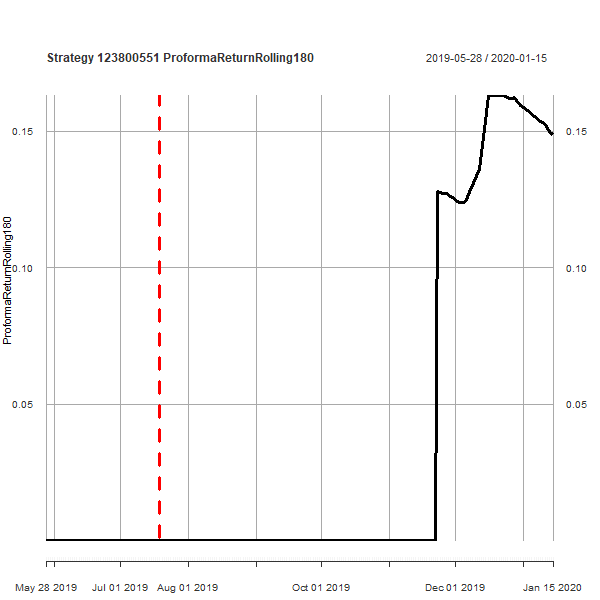 Strategy 123800551 ProformaReturnRolling180
2019-05-28 / 2020-01-15
ProformaReturnRolling180
0.15
0.10
0.05
0.15
0.10
0.05
May 28 2019
Jul 01 2019
Aug 01 2019
Oct 01 2019
Dec 01 2019
Jan 15 2020